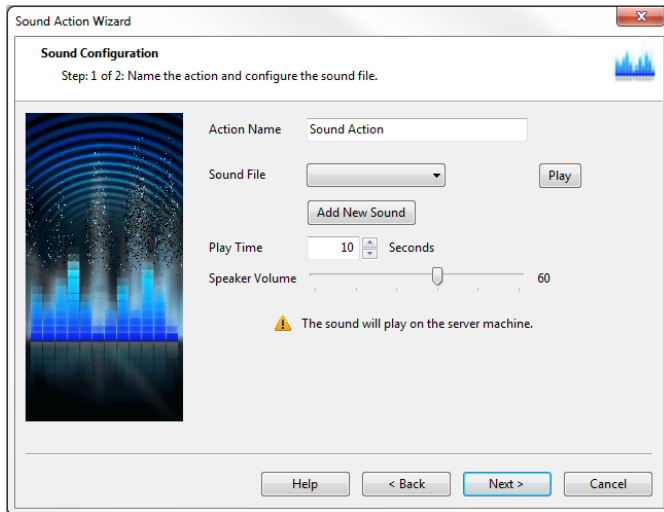 Sound Action Wizard
Sound Configuration
Step: 1 of 2: Name the action and configure the sound file.
Action Name Sound Action
Sound File Play
Add New Sound
Play Time 10 Seconds
Speaker Volume 60
The sound will play on the server machine.
Help < Back Next > Cancel